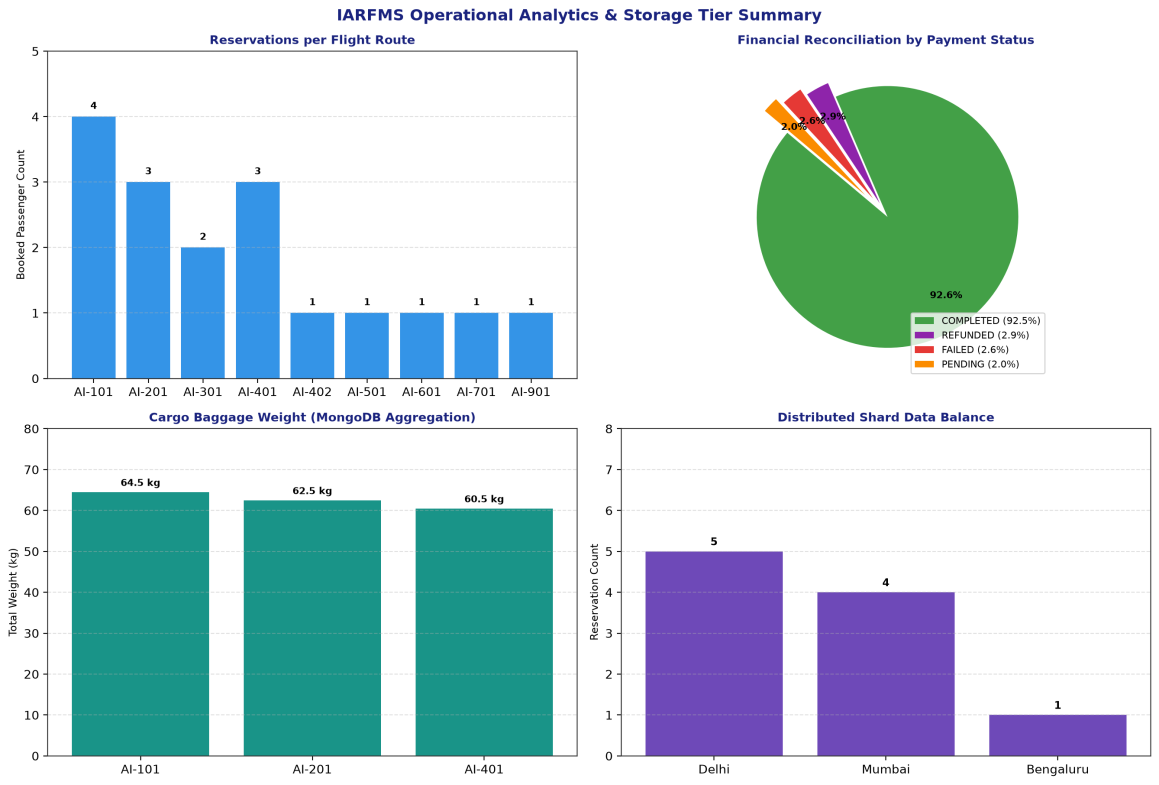 IARFMS Operational Analytics & Storage Tier Summary
Reservations per Flight Route
Booked Passenger Count
5
4
3
2
1
0
4
3
2
3
1
1
1
1
1
AI-101 AI-201 AI-301 AI-401 AI-402 AI-501 AI-601 AI-701 AI-901
Financial Reconciliation by Payment Status
2.9%
2.6%
2.0%
92.6%
COMPLETED (92.5%)
REFUNDED (2.9%)
FAILED (2.6%)
PENDING (2.0%)
Cargo Baggage Weight (MongoDB Aggregation)
Total Weight (kg)
80
70
60
50
40
30
20
10
0
64.5 kg
62.5 kg
60.5 kg
AI-101 AI-201 AI-401
Distributed Shard Data Balance
Reservation Count
8
7
6
5
4
3
2
1
0
5
4
1
Delhi Mumbai Bengaluru